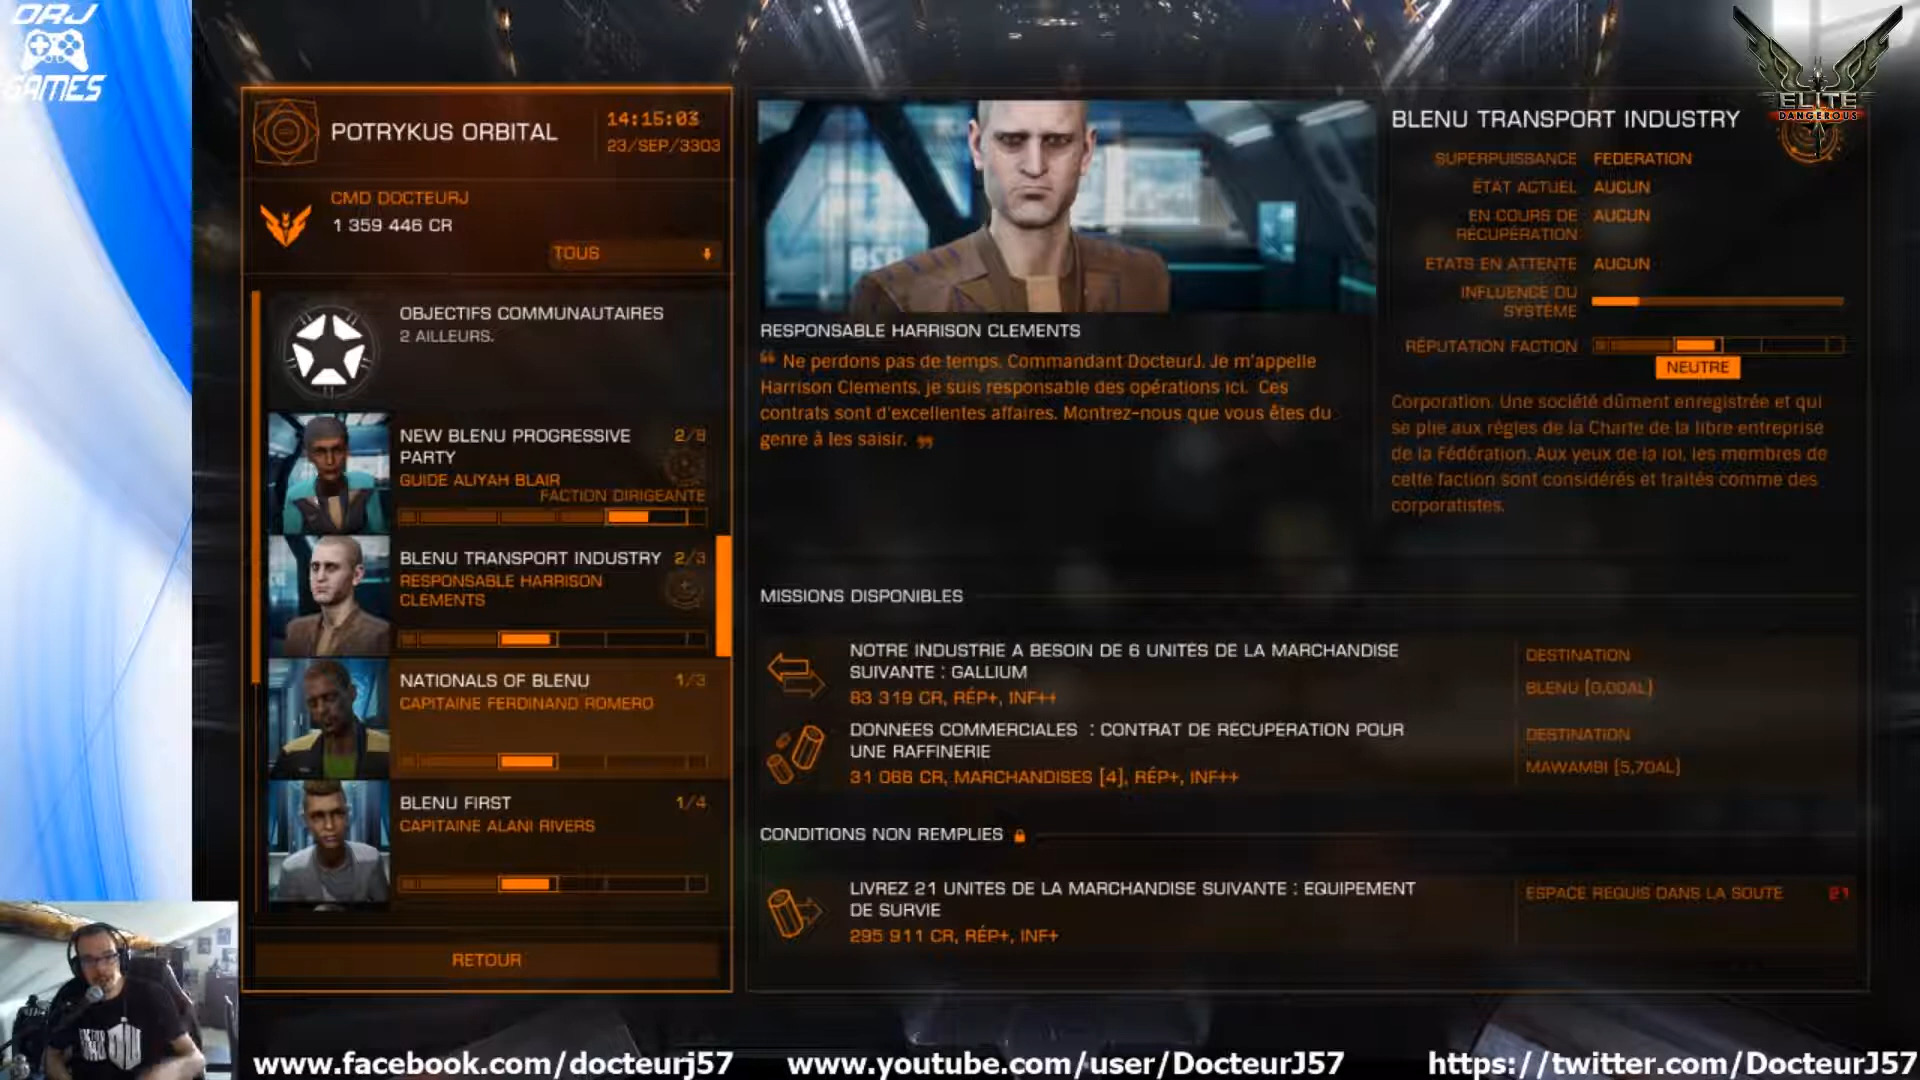 DRJ
GAMES
ELITE
DANGEROUS
POTRYKUS ORBITAL
14:15:03
23/SEP/3303
CMD DOCTEURJ
1 359 446 CR
TOUS
OBJECTIFS COMMUNAUTAIRES
2 AILLEURS.
NEW BLENU PROGRESSIVE
PARTY
2/8
GUIDE ALIYAH BLAIR
FACTION DIRIGEANTE
BLENU TRANSPORT INDUSTRY 2/3
RESPONSABLE HARRISON
CLEMENTS
NATIONALS OF BLENU 1/3
CAPITAINE FERDINAND ROMERO
BLENU FIRST 1/4
CAPITAINE ALANI RIVERS
RETOUR
RESPONSABLE HARRISON CLEMENTS
❝ Ne perdons pas de temps. Commandant DocteurJ. Je m'appelle
Harrison Clements, je suis responsable des opérations ici. Ces
contrats sont d'excellentes affaires. Montrez-nous que vous êtes du
genre à les saisir. ❞
BLENU TRANSPORT INDUSTRY
SUPERPUISSANCE FEDERATION
ÉTAT ACTUEL AUCUN
EN COURS DE
RÉCUPÉRATION
AUCUN
ETATS EN ATTENTE AUCUN
INFLUENCE DU
SYSTÈME
RÉPUTATION FACTION
NEUTRE
Corporation. Une société dûment enregistrée et qui
se plie aux règles de la Charte de la libre entreprise
de la Fédération. Aux yeux de la loi, les membres de
cette faction sont considérés et traités comme des
corporatistes.
MISSIONS DISPONIBLES
NOTRE INDUSTRIE A BESOIN DE 6 UNITÉS DE LA MARCHANDISE
SUIVANTE : GALLIUM
83 319 CR, RÉP+, INF++
DESTINATION
BLENU [0,00AL]
DONNÉES COMMERCIALES : CONTRAT DE RÉCUPÉRATION POUR
UNE RAFFINERIE
31 066 CR, MARCHANDISES [4], RÉP+, INF++
DESTINATION
MAWAMBI [5,70AL]
CONDITIONS NON REMPLIES
LIVREZ 21 UNITÉS DE LA MARCHANDISE SUIVANTE : EQUIPEMENT
DE SURVIE
295 911 CR, RÉP+, INF+
ESPACE REQUIS DANS LA SOUTE 21
www.facebook.com/docteurj57 www.youtube.com/user/DocteurJ57 https://twitter.com/DocteurJ57